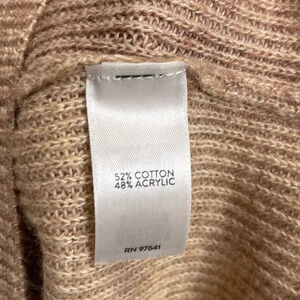 52% COTTON
48% ACRYLIC
RN 97641